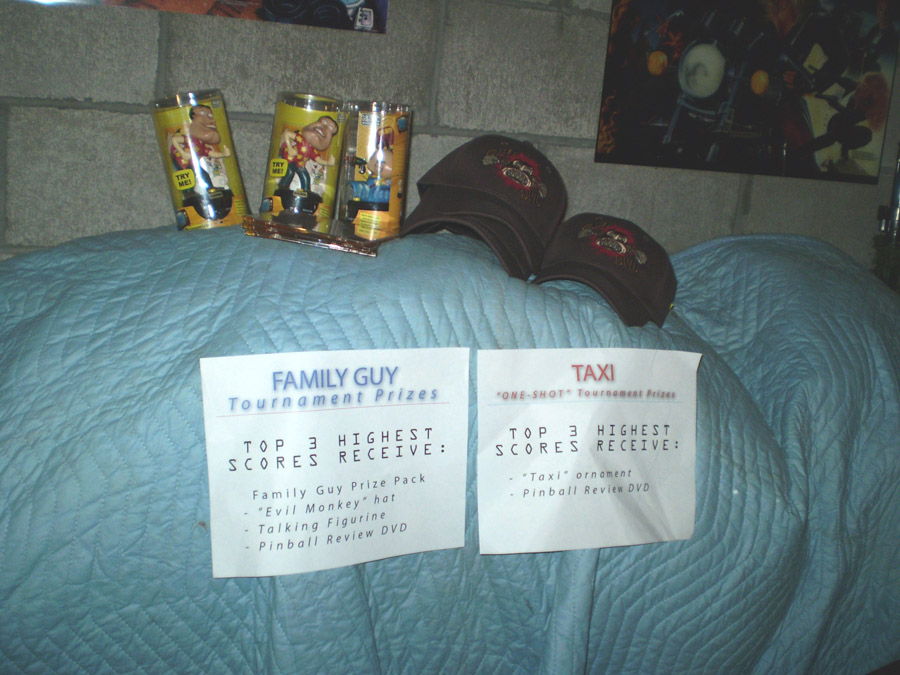 TRY
ME!
TRY
ME!
FAMILY GUY
Tournament Prizes
TOP 3 HIGHEST
SCORES RECEIVE:
Family Guy Prize Pack
- "Evil Monkey" hat
- Talking Figurine
- Pinball Review DVD
TAXI
"ONE-SHOT" Tournament Prizes
TOP 3 HIGHEST
SCORES RECEIVE:
- "Taxi" ornament
- Pinball Review DVD